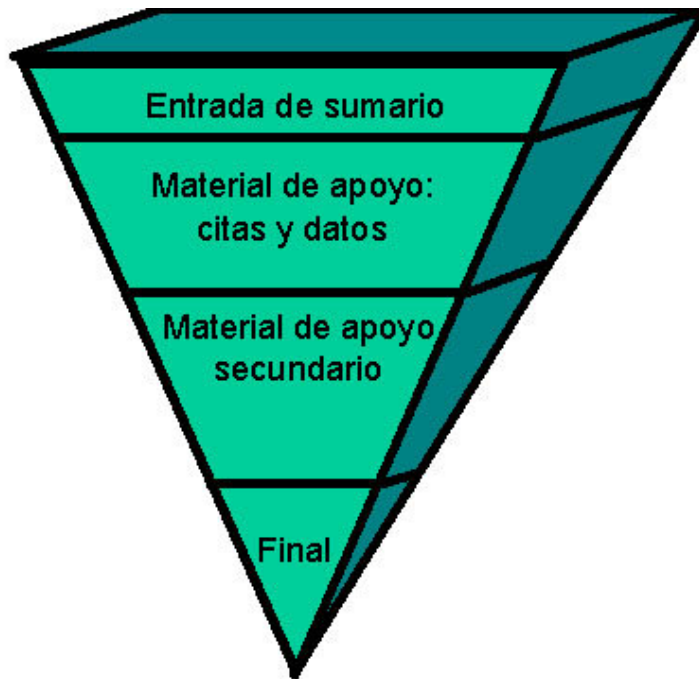 Entrada de sumario
Material de apoyo:
citas y datos
Material de apoyo
secundario
Final